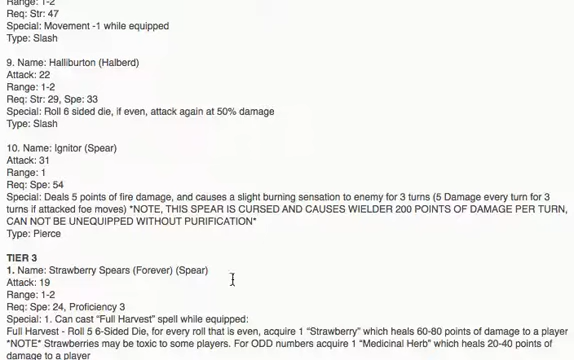 Range: 1-2
Req: Str: 47
Special: Movement -1 while equipped
Type: Slash
9. Name: Halliburton (Halberd)
Attack: 22
Range: 1-2
Req: Str: 29, Spe: 33
Special: Roll 6 sided die, if even, attack again at 50% damage
Type: Slash
10. Name: Ignitor (Spear)
Attack: 31
Range: 1
Req: Spe: 54
Special: Deals 5 points of fire damage, and causes a slight burning sensation to enemy for 3 turns (5 Damage every turn for 3
turns if attacked foe moves) *NOTE, THIS SPEAR IS CURSED AND CAUSES WIELDER 200 POINTS OF DAMAGE PER TURN,
CAN NOT BE UNEQUIPPED WITHOUT PURIFICATION*
Type: Pierce
TIER 3
1. Name: Strawberry Spears (Forever) (Spear)
Attack: 19
Range: 1-2
Req: Spe: 24, Proficiency 3
Special: 1. Can cast "Full Harvest" spell while equipped:
Full Harvest - Roll 5 6-Sided Die, for every roll that is even, acquire 1 "Strawberry" which heals 60-80 points of damage to a player
*NOTE* Strawberries may be toxic to some players. For ODD numbers acquire 1 "Medicinal Herb" which heals 20-40 points of
damage to a player